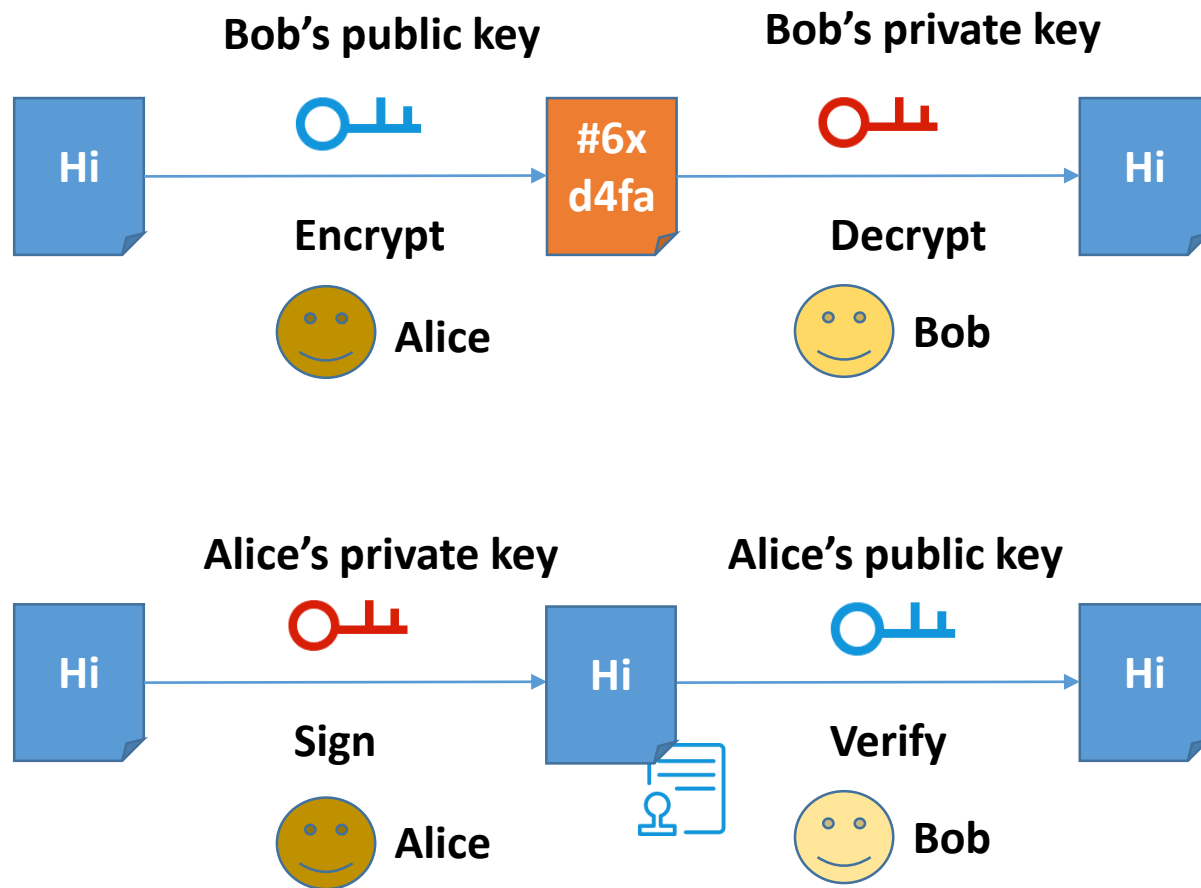 Bob’s public key
Bob’s private key
Hi
#6x
d4fa
Hi
Encrypt
Decrypt
Alice
Bob
Alice’s private key
Alice’s public key
Hi
Hi
Hi
Sign
Verify
Alice
Bob